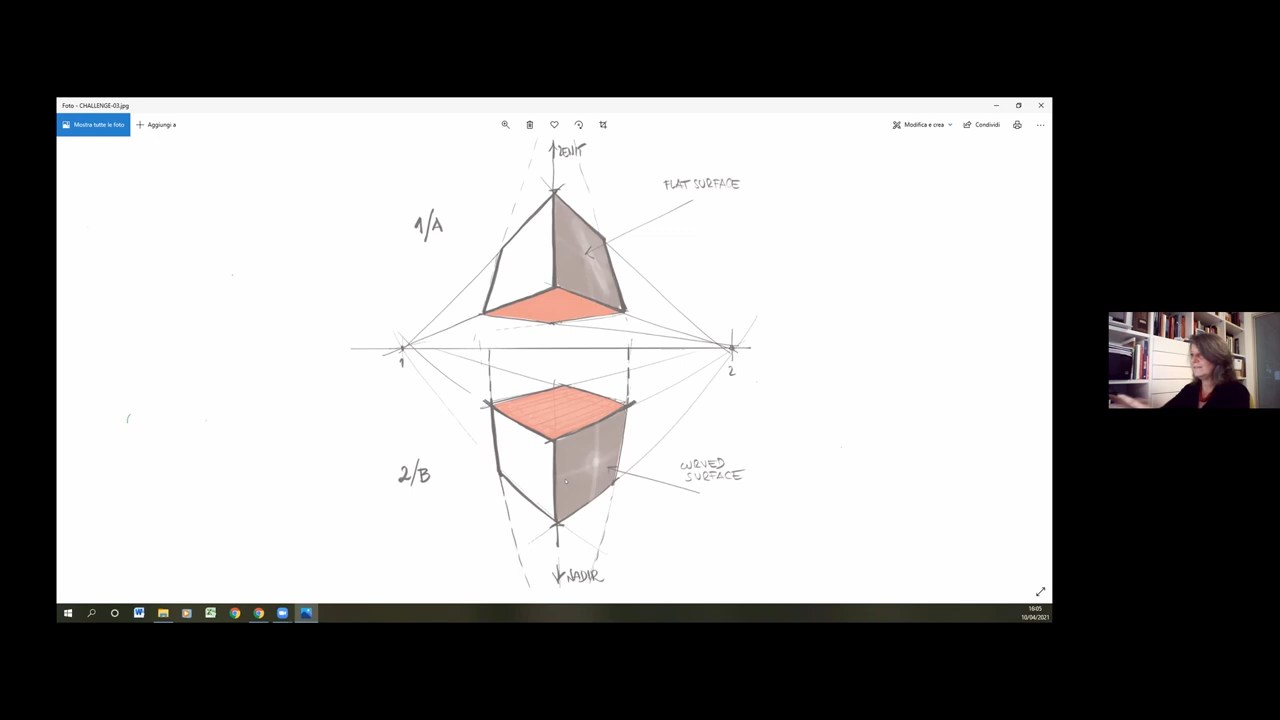 Foto - CHALLENGE-03.jpg
Mostra tutte le foto
Aggiungi a
Modifica e crea
Condividi
ZENIT
FLAT SURFACE
1/A
1
2
2/B
CURVED
SURFACE
NADIR
16:05
10/04/2021